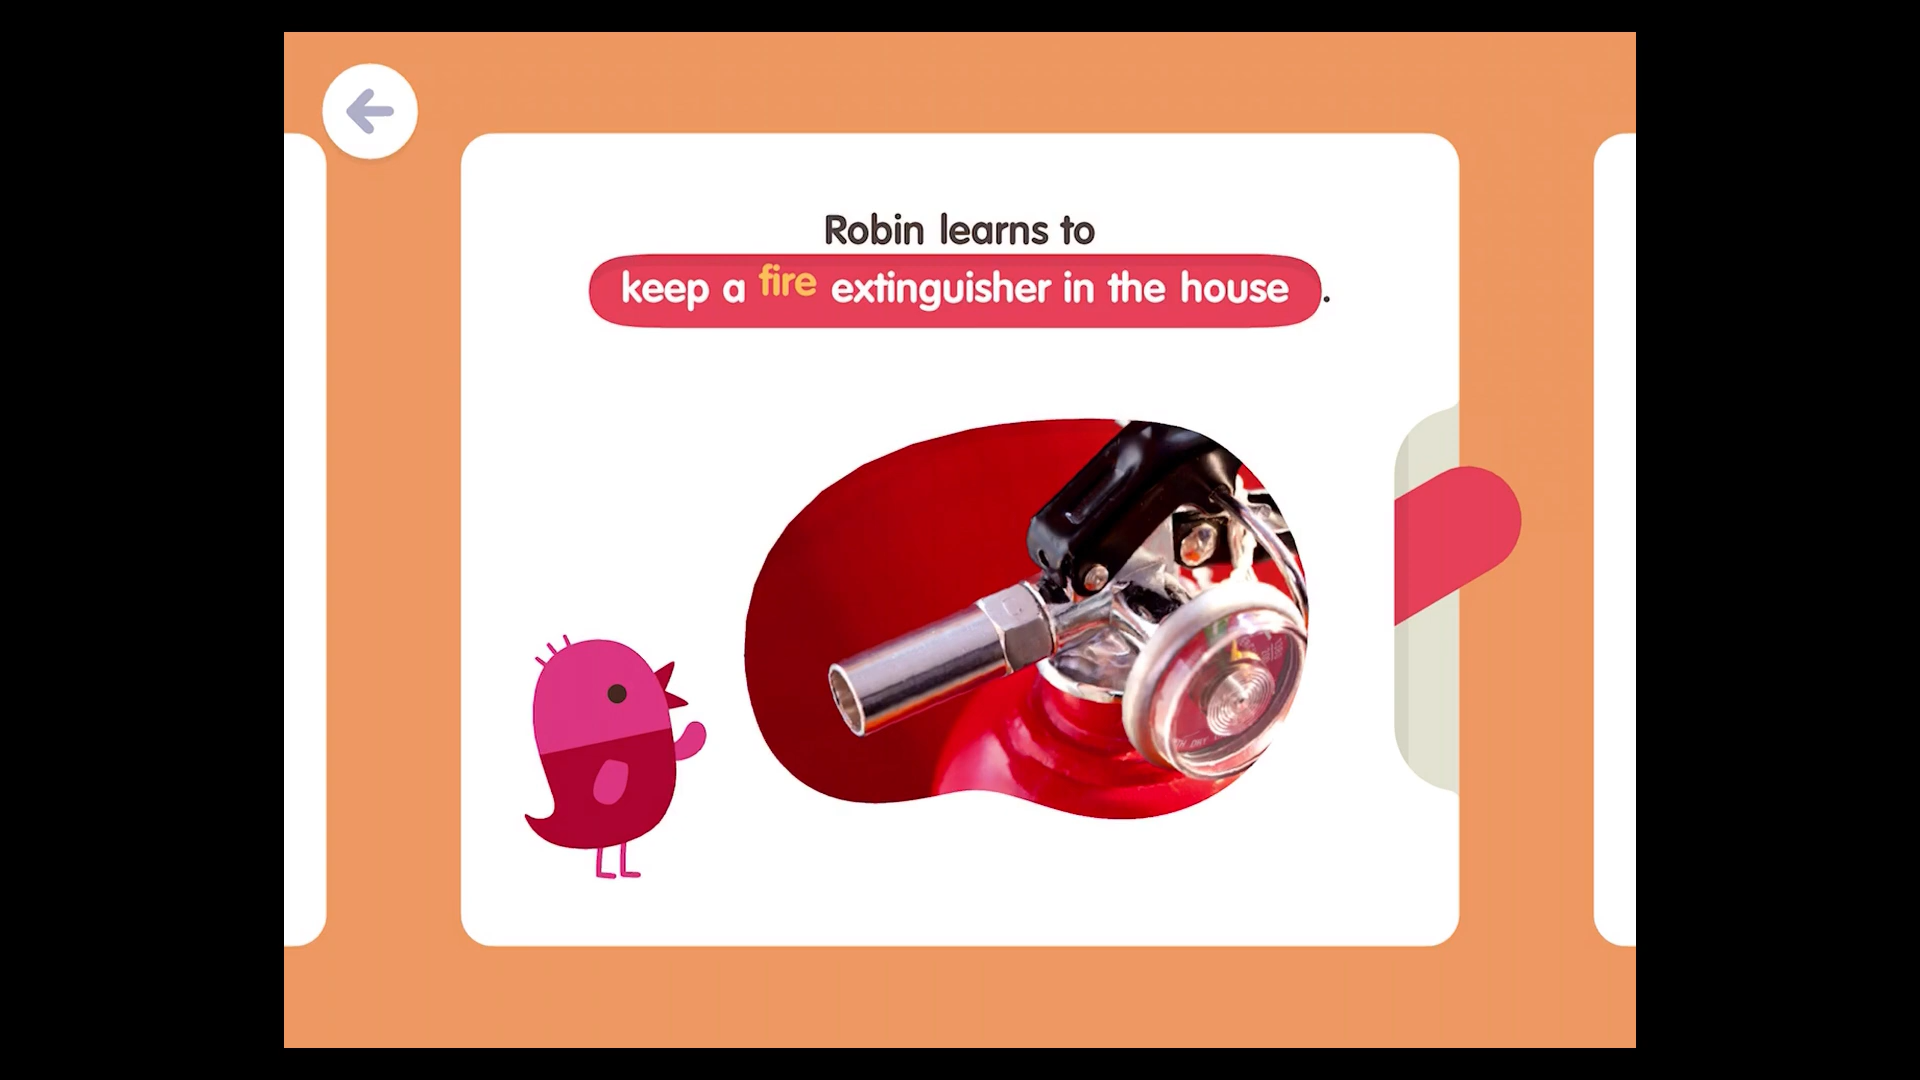 Robin learns to
keep a fire extinguisher in the house.